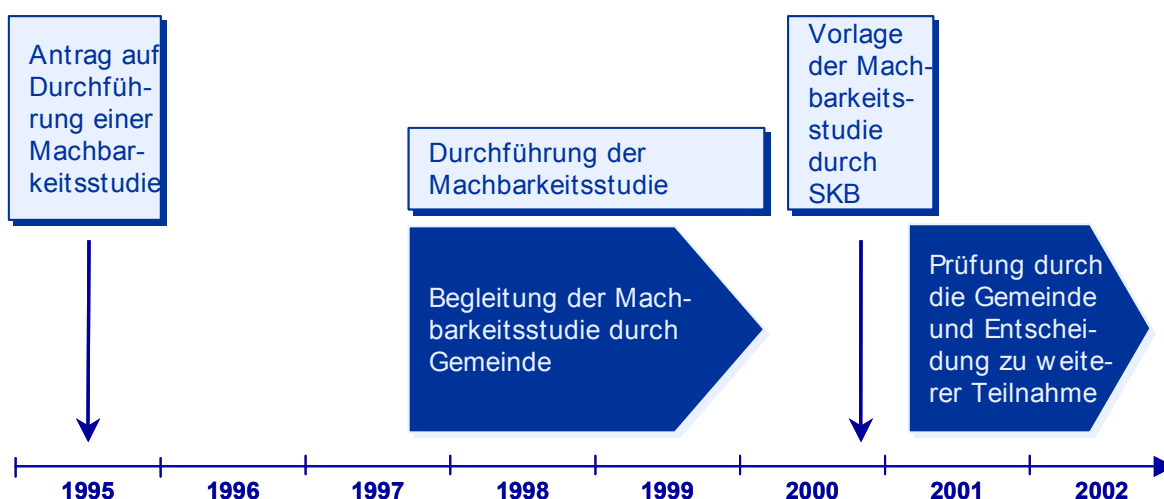 Antrag auf
Durchfüh-
rung einer
Machbar-
keitsstudie
Durchführung der
Machbarkeitsstudie
Vorlage
der Mach-
barkeits-
studie
durch
SKB
Begleitung der Mach-
barkeitsstudie durch
Gemeinde
Prüfung durch
die Gemeinde
und Entschei-
dung zu weite-
rer Teilnahme
1995 1996 1997 1998 1999 2000 2001 2002